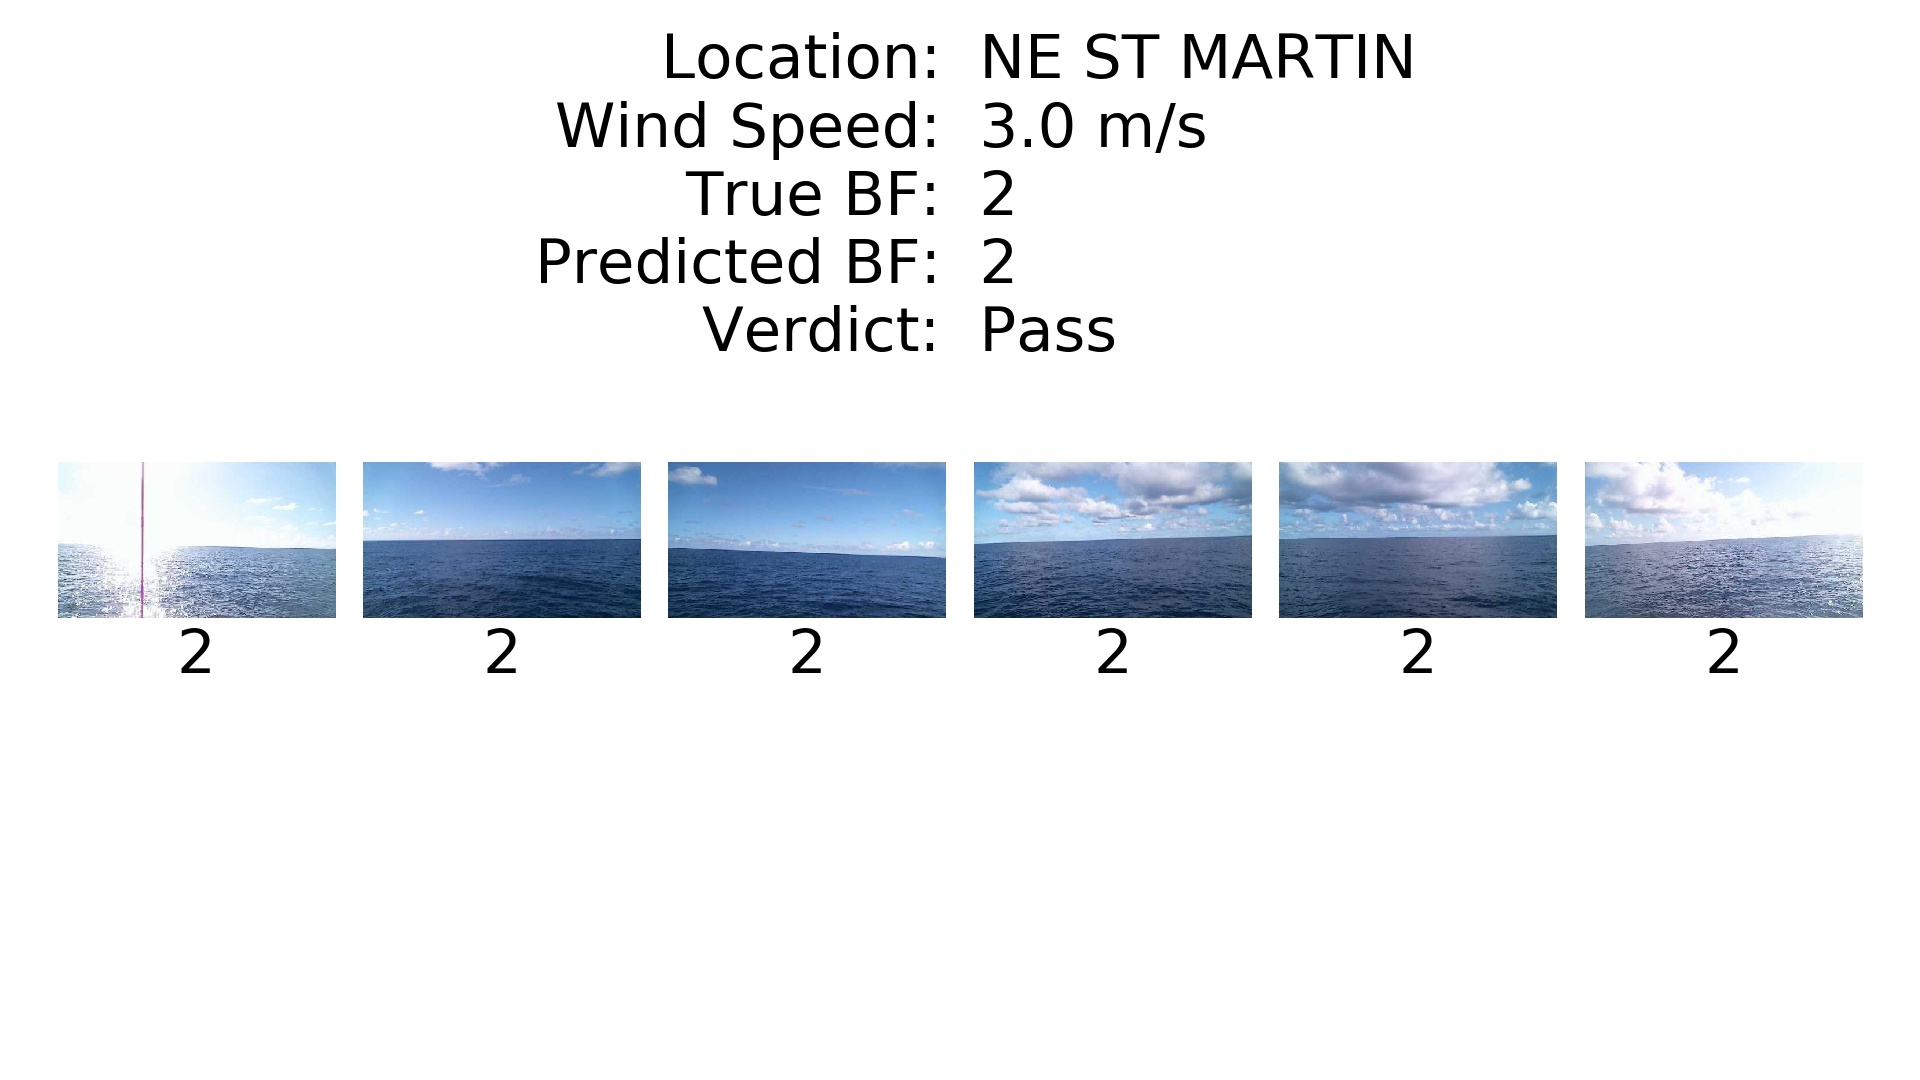 Location: NE ST MARTIN
Wind Speed: 3.0 m/s
True BF: 2
Predicted BF: 2
Verdict: Pass
2 2 2 2 2 2